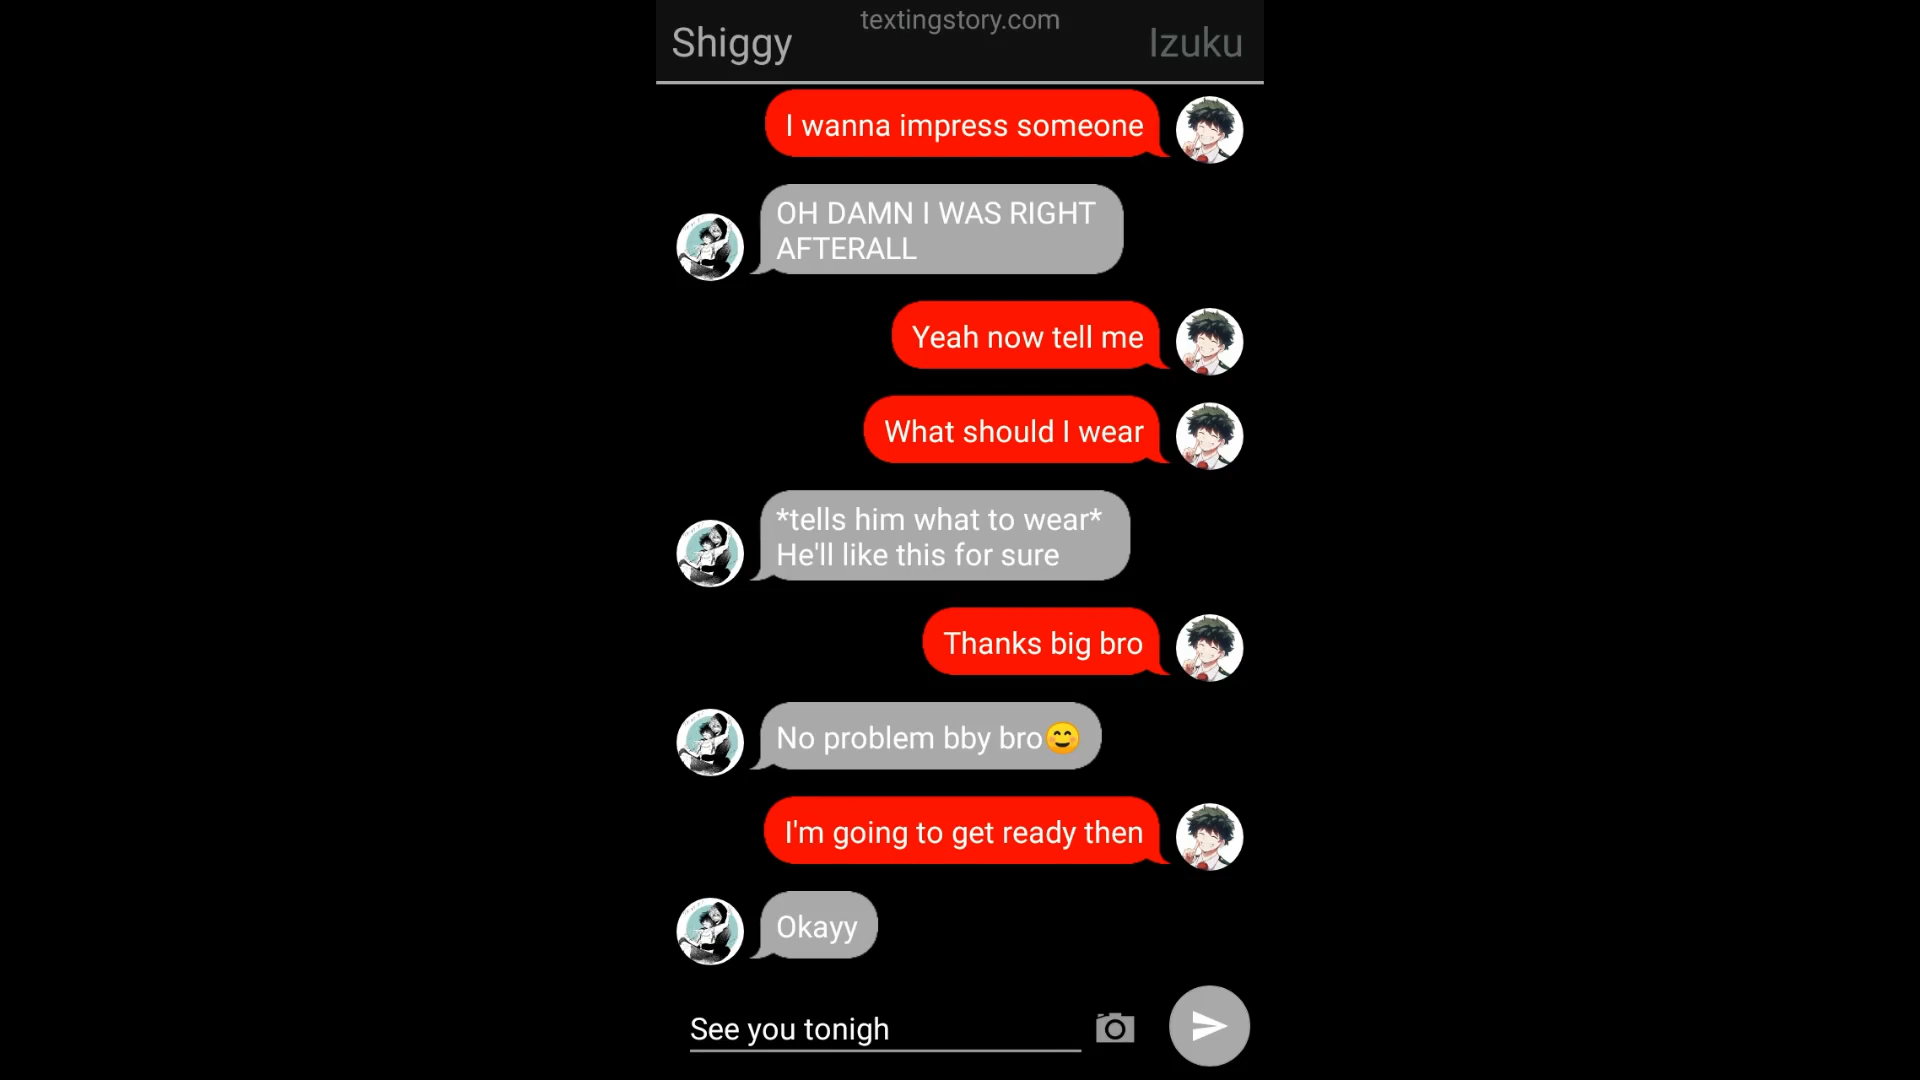 textingstory.com
Shiggy
Izuku
I wanna impress someone
OH DAMN I WAS RIGHT
AFTERALL
Yeah now tell me
What should I wear
*tells him what to wear*
He'll like this for sure
Thanks big bro
No problem bby bro😊
I'm going to get ready then
Okayy
See you tonigh